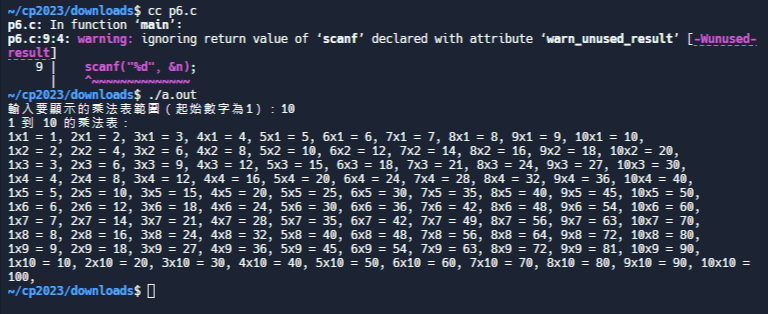 ~/cp2023/downloads$ cc p6.c
p6.c: In function ‘main’:
p6.c:9:4: warning: ignoring return value of ‘scanf’ declared with attribute ‘warn_unused_result’ [-Wunused-
result]
    9 |    scanf("%d", &n);
      |    ^~~~~~~~~~~~~~~
~/cp2023/downloads$ ./a.out
輸入要顯示的乘法表範圍（起始數字為1）：10
1 到 10 的乘法表：
1x1 = 1, 2x1 = 2, 3x1 = 3, 4x1 = 4, 5x1 = 5, 6x1 = 6, 7x1 = 7, 8x1 = 8, 9x1 = 9, 10x1 = 10,
1x2 = 2, 2x2 = 4, 3x2 = 6, 4x2 = 8, 5x2 = 10, 6x2 = 12, 7x2 = 14, 8x2 = 16, 9x2 = 18, 10x2 = 20,
1x3 = 3, 2x3 = 6, 3x3 = 9, 4x3 = 12, 5x3 = 15, 6x3 = 18, 7x3 = 21, 8x3 = 24, 9x3 = 27, 10x3 = 30,
1x4 = 4, 2x4 = 8, 3x4 = 12, 4x4 = 16, 5x4 = 20, 6x4 = 24, 7x4 = 28, 8x4 = 32, 9x4 = 36, 10x4 = 40,
1x5 = 5, 2x5 = 10, 3x5 = 15, 4x5 = 20, 5x5 = 25, 6x5 = 30, 7x5 = 35, 8x5 = 40, 9x5 = 45, 10x5 = 50,
1x6 = 6, 2x6 = 12, 3x6 = 18, 4x6 = 24, 5x6 = 30, 6x6 = 36, 7x6 = 42, 8x6 = 48, 9x6 = 54, 10x6 = 60,
1x7 = 7, 2x7 = 14, 3x7 = 21, 4x7 = 28, 5x7 = 35, 6x7 = 42, 7x7 = 49, 8x7 = 56, 9x7 = 63, 10x7 = 70,
1x8 = 8, 2x8 = 16, 3x8 = 24, 4x8 = 32, 5x8 = 40, 6x8 = 48, 7x8 = 56, 8x8 = 64, 9x8 = 72, 10x8 = 80,
1x9 = 9, 2x9 = 18, 3x9 = 27, 4x9 = 36, 5x9 = 45, 6x9 = 54, 7x9 = 63, 8x9 = 72, 9x9 = 81, 10x9 = 90,
1x10 = 10, 2x10 = 20, 3x10 = 30, 4x10 = 40, 5x10 = 50, 6x10 = 60, 7x10 = 70, 8x10 = 80, 9x10 = 90, 10x10 =
100,
~/cp2023/downloads$